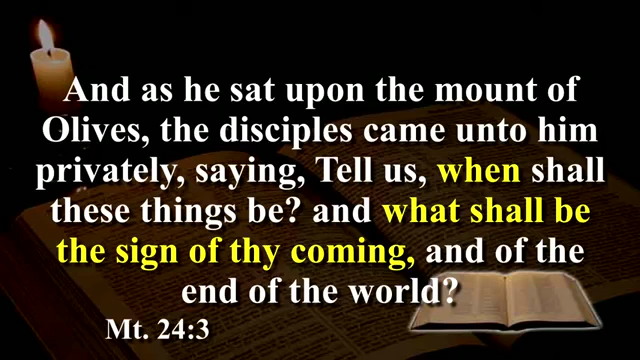 And as he sat upon the mount of
Olives, the disciples came unto him
privately, saying, Tell us, when shall
these things be? and what shall be
the sign of thy coming, and of the
end of the world?
Mt. 24:3